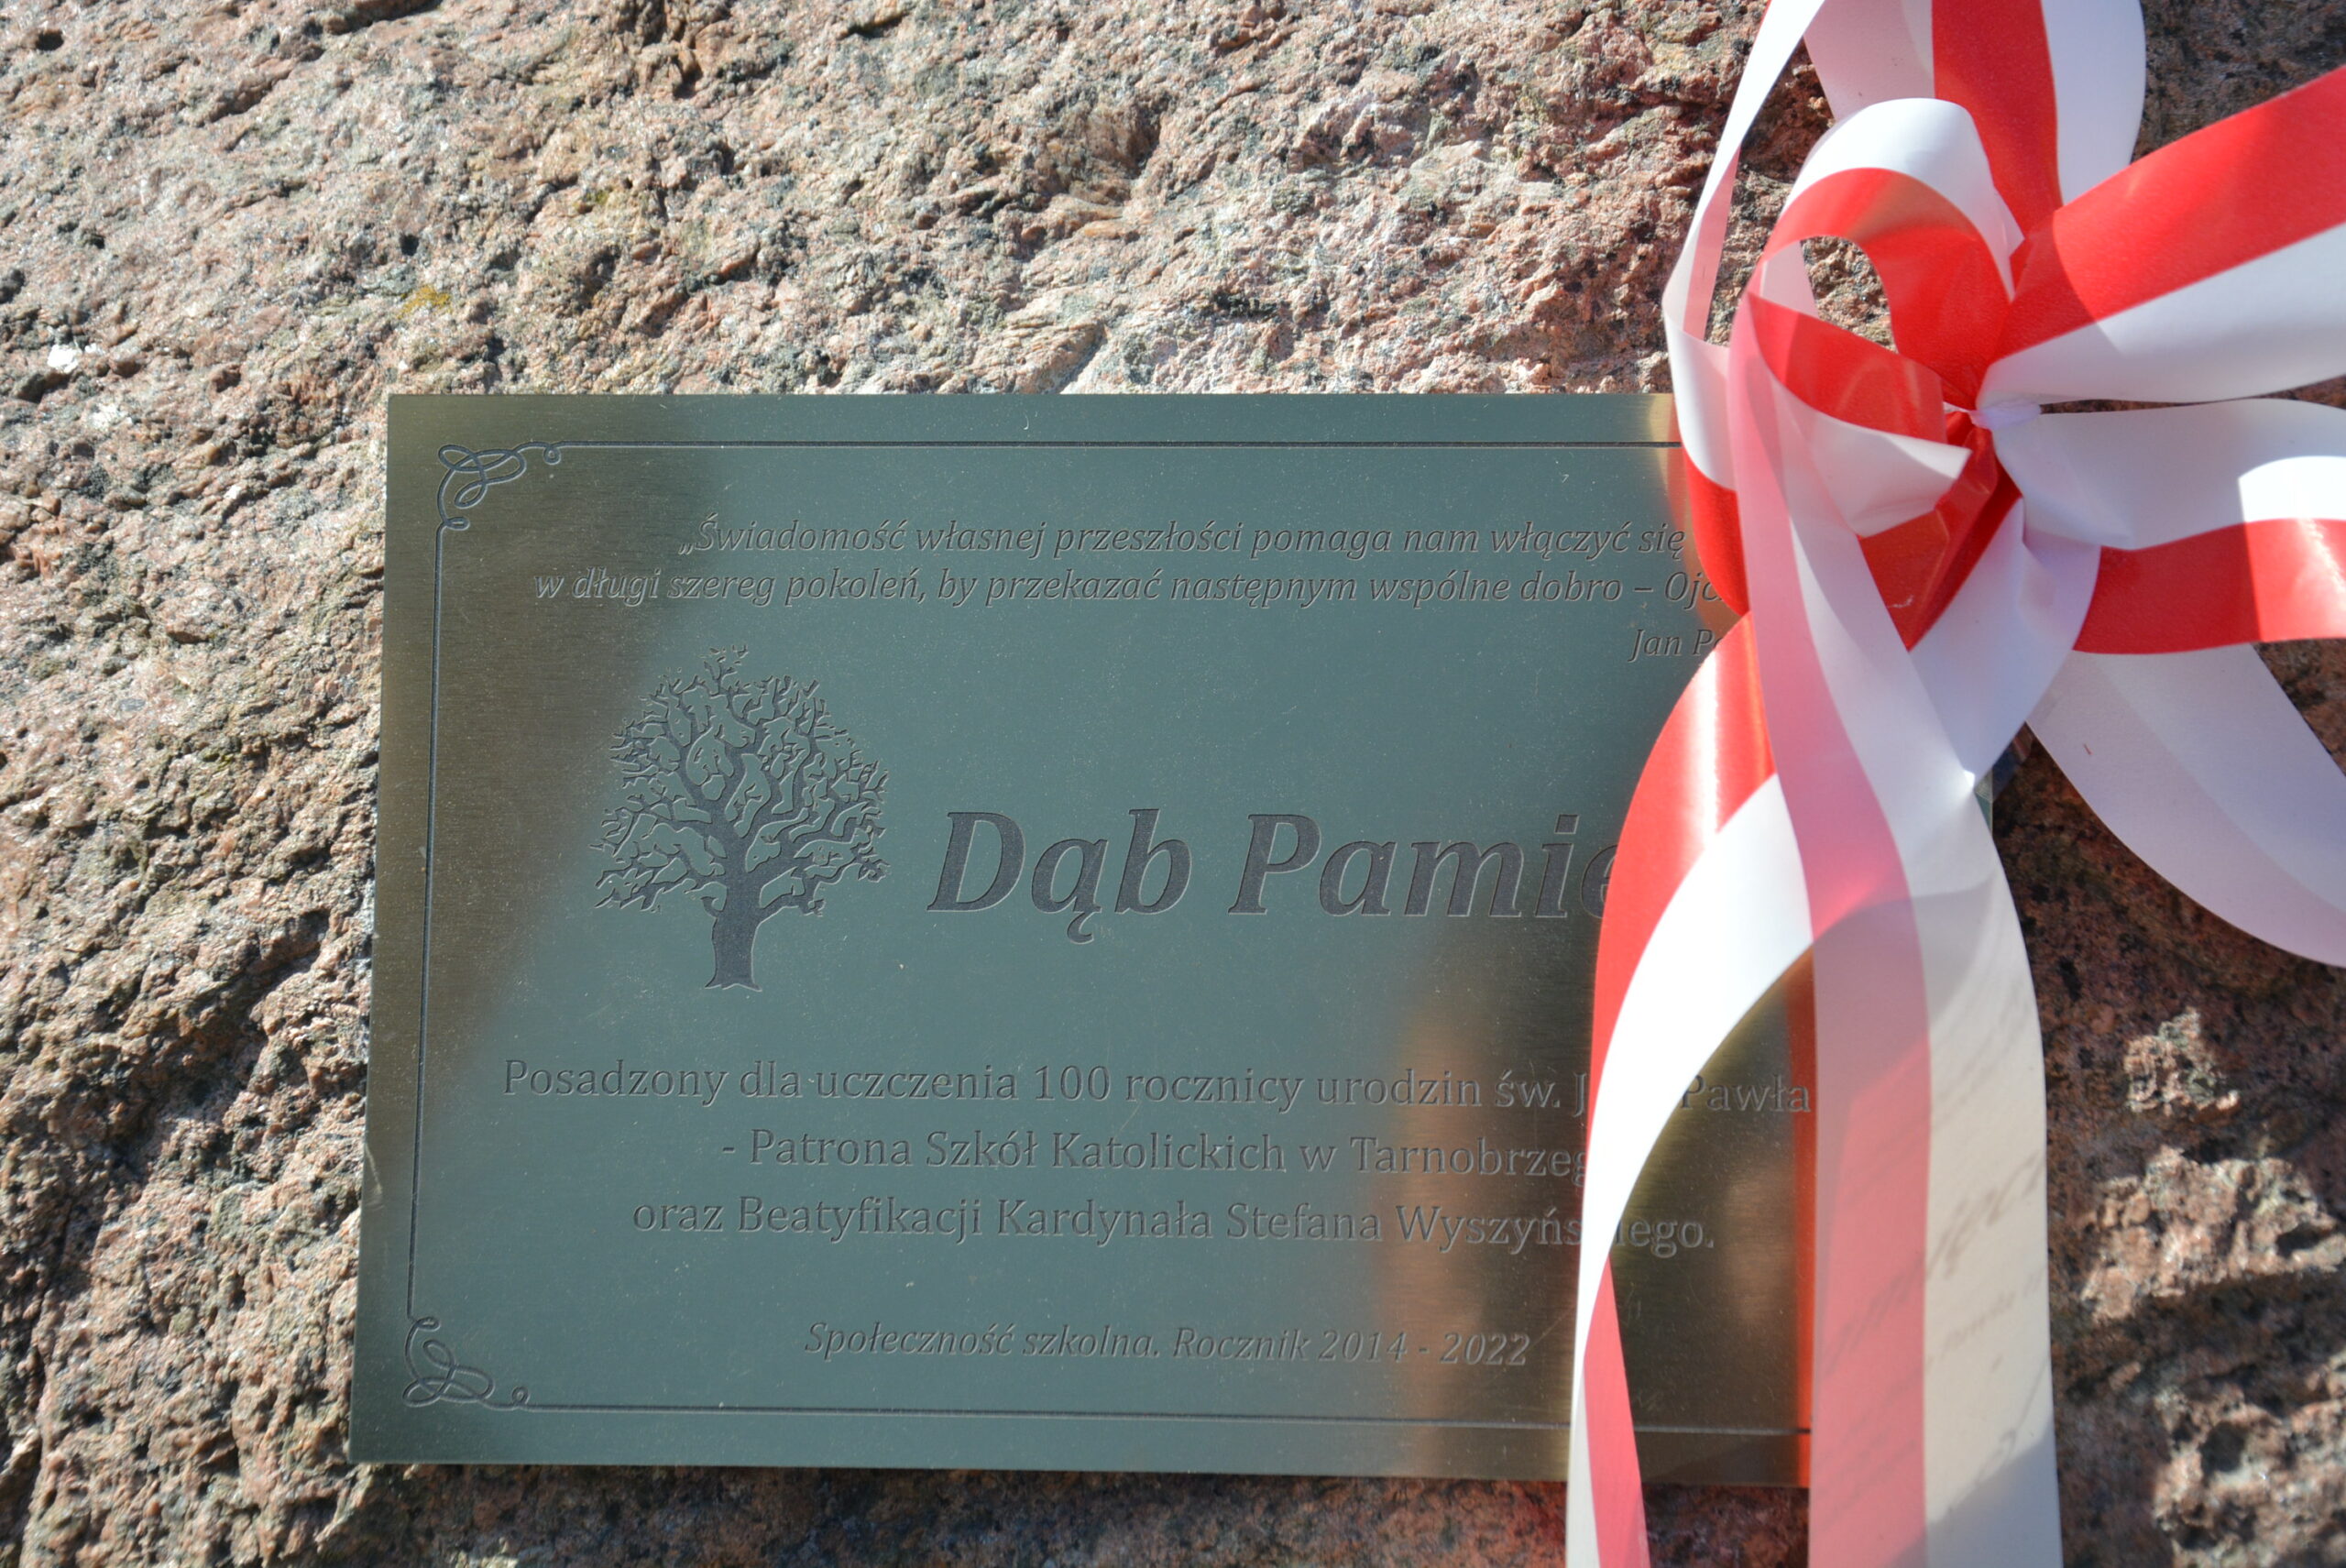 „Świadomość własnej przeszłości pomaga nam włączyć się
w długi szereg pokoleń, by przekazać następnym wspólne dobro –
Jan
Dąb
Posadzony dla uczczenia 100 rocznicy urodzin św. Pawła
- Patrona Szkół Katolickich w
oraz Beatyfikacji Kardynała Stefana
Społeczność szkolna. Rocznik 2014 - 2022